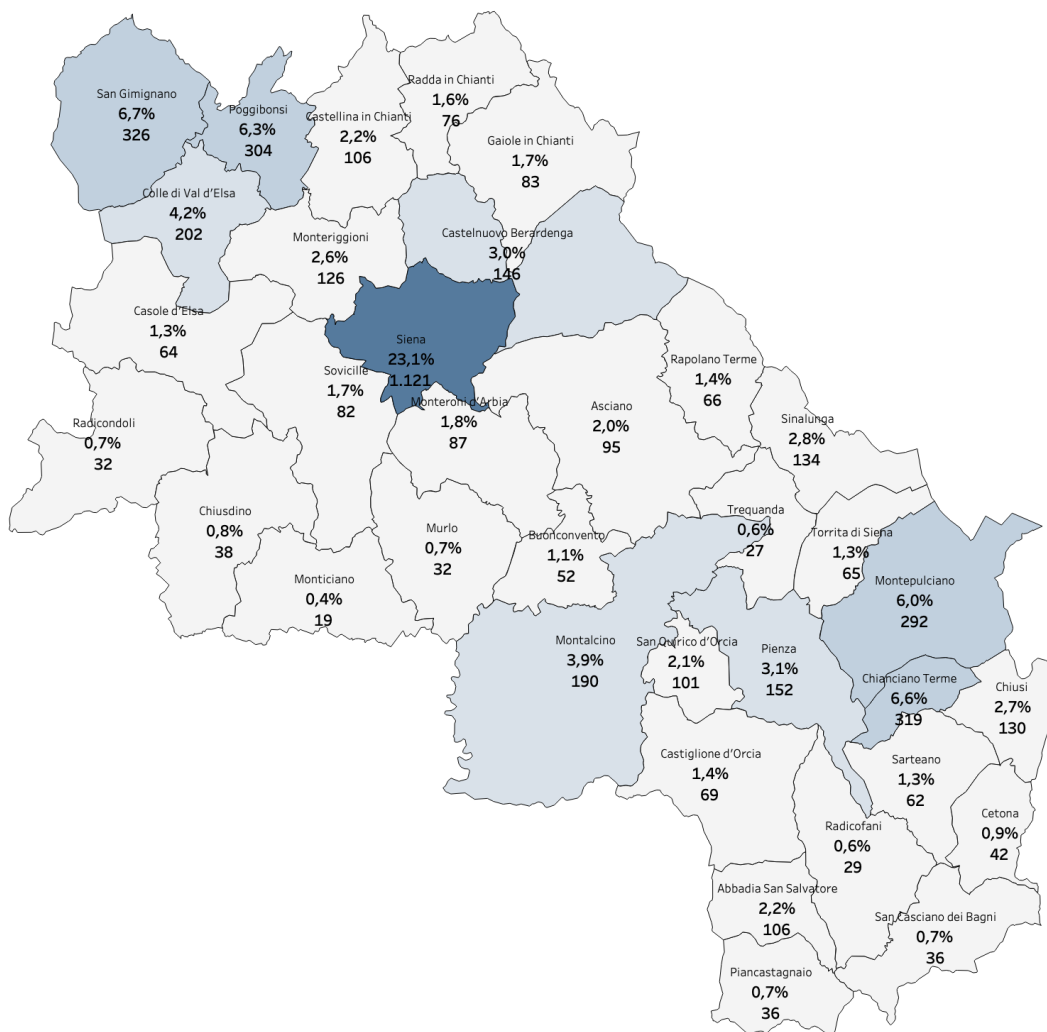 San Gimignano
6,7%
326
Poggibonsi
6,3%
304
Castellina in Chianti
2,2%
106
Radda in Chianti
1,6%
76
Gaiole in Chianti
1,7%
83
Colle di Val d'Elsa
4,2%
202
Monteriggioni
2,6%
126
Castelnuovo Berardenga
3,0%
146
Casole d'Elsa
1,3%
64
Siena
23,1%
1.121
Sovicille
1,7%
82
Monteroni d'Arbia
1,8%
87
Asciano
2,0%
95
Rapolano Terme
1,4%
66
Sinalunga
2,8%
134
Radicondoli
0,7%
32
Chiusdino
0,8%
38
Monticiano
0,4%
19
Murlo
0,7%
32
Buonconvento
1,1%
52
Trequanda
0,6%
27
Torrita di Siena
1,3%
65
Montepulciano
6,0%
292
Montalcino
3,9%
190
San Quirico d'Orcia
2,1%
101
Pienza
3,1%
152
Chianciano Terme
6,6%
319
Chiusi
2,7%
130
Castiglione d'Orcia
1,4%
69
Sarteano
1,3%
62
Cetona
0,9%
42
Radicofani
0,6%
29
Abbadia San Salvatore
2,2%
106
San Casciano dei Bagni
0,7%
36
Piancastagnaio
0,7%
36